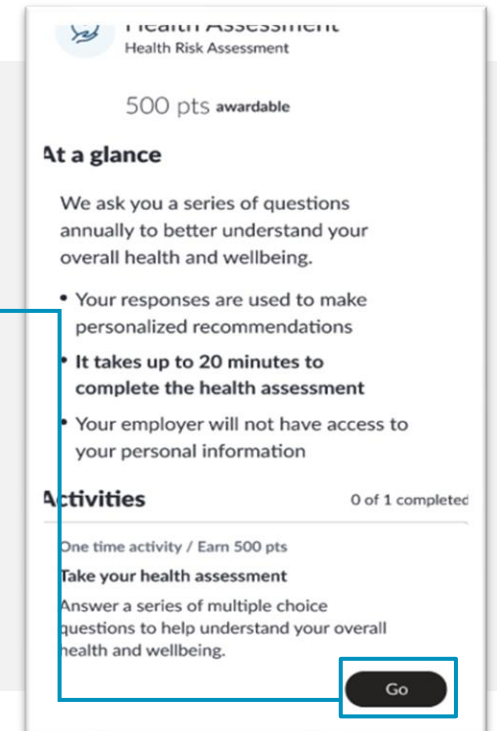 Health Assessment
Health Risk Assessment
500 pts awardable
At a glance
We ask you a series of questions
annually to better understand your
overall health and wellbeing.
• Your responses are used to make
personalized recommendations
• It takes up to 20 minutes to
complete the health assessment
• Your employer will not have access to
your personal information
Activities 0 of 1 completed
One time activity / Earn 500 pts
Take your health assessment
Answer a series of multiple choice
questions to help understand your overall
health and wellbeing.
Go